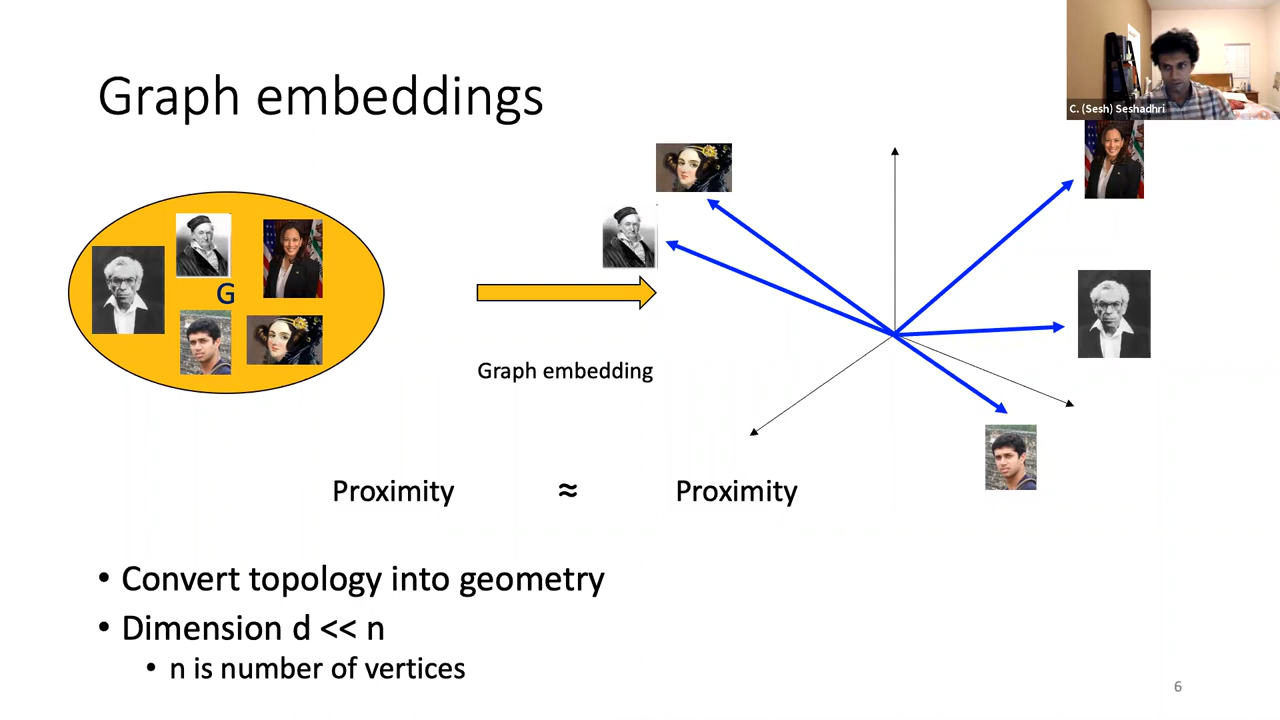 Graph embeddings
C. (Sesh) Seshadhri
G
Graph embedding
Proximity ≈ Proximity
• Convert topology into geometry
• Dimension d << n
• n is number of vertices
6